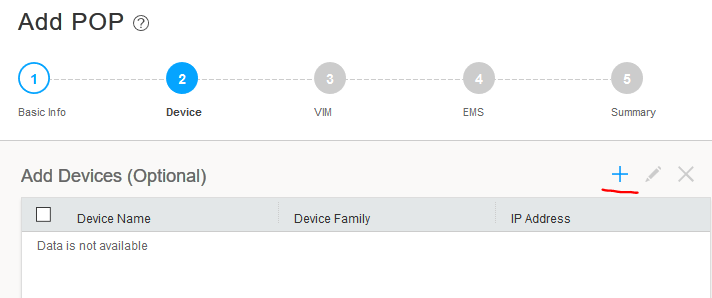 Add POP ?
1 2 3 4 5
Basic Info Device VIM EMS Summary
Add Devices (Optional)
Device Name Device Family IP Address
Data is not available